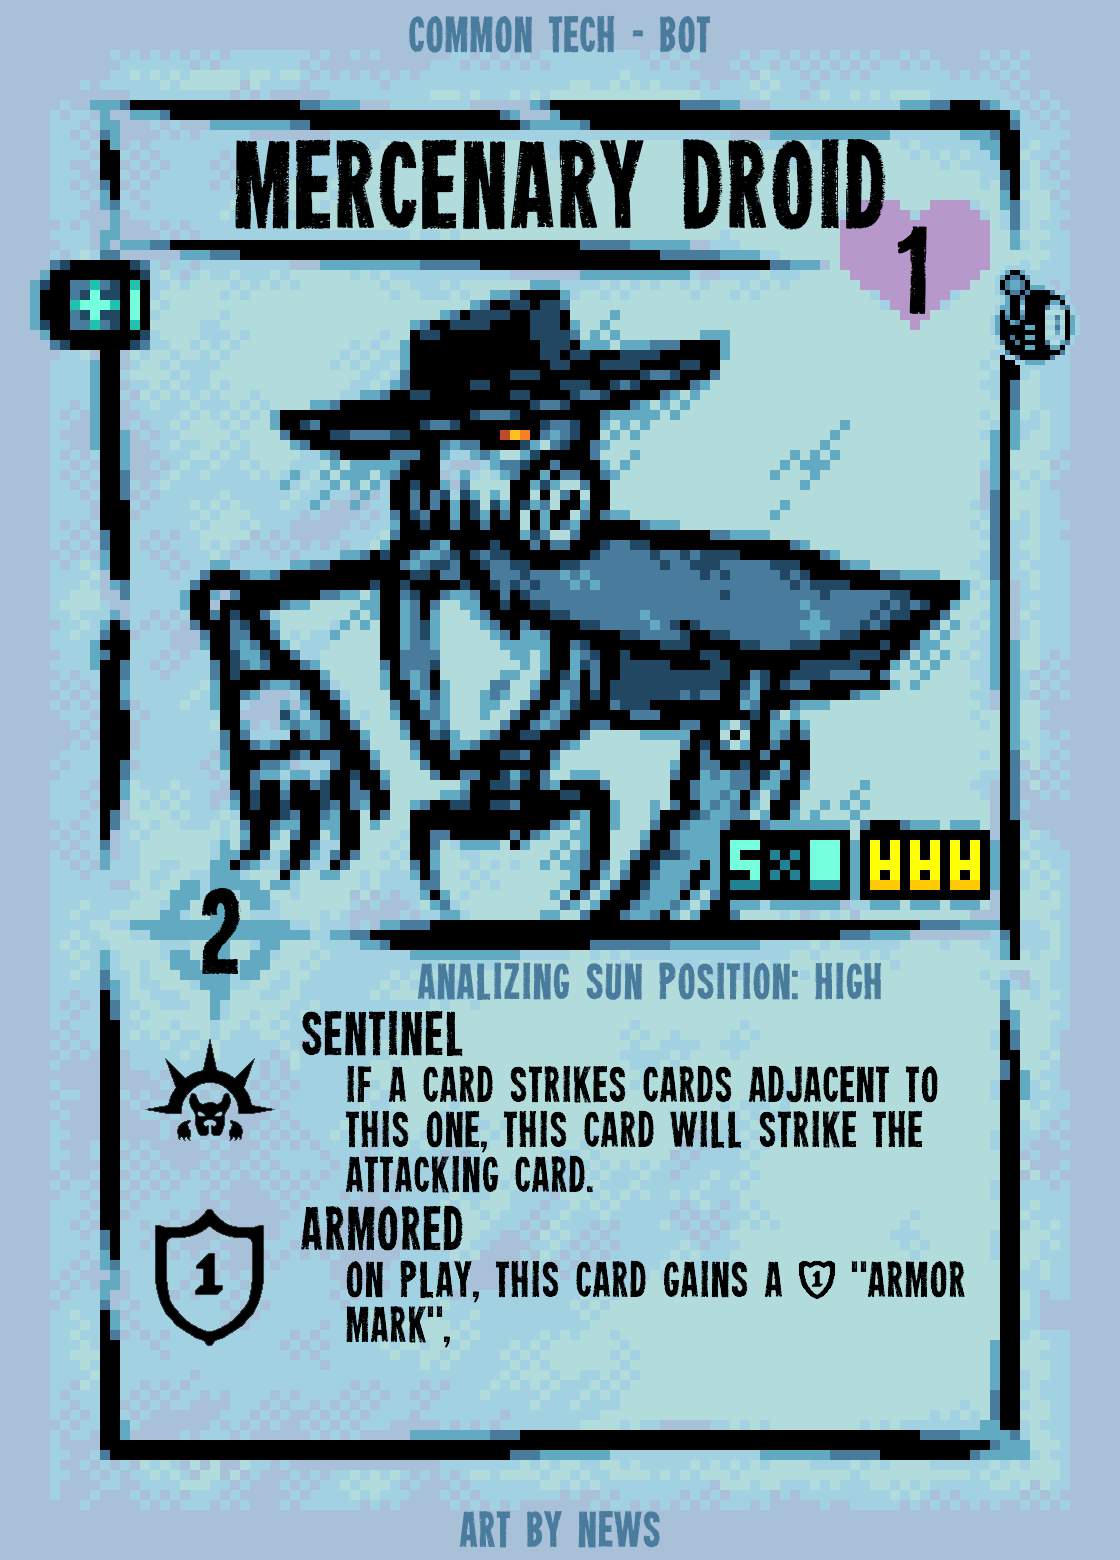 COMMON TECH - BOT
MERCENARY DROID
1
5
2
ANALIZING SUN POSITION: HIGH
SENTINEL
IF A CARD STRIKES CARDS ADJACENT TO
THIS ONE, THIS CARD WILL STRIKE THE
ATTACKING CARD.
1
ARMORED
ON PLAY, THIS CARD GAINS A 1 "ARMOR
MARK",
ART BY NEWS